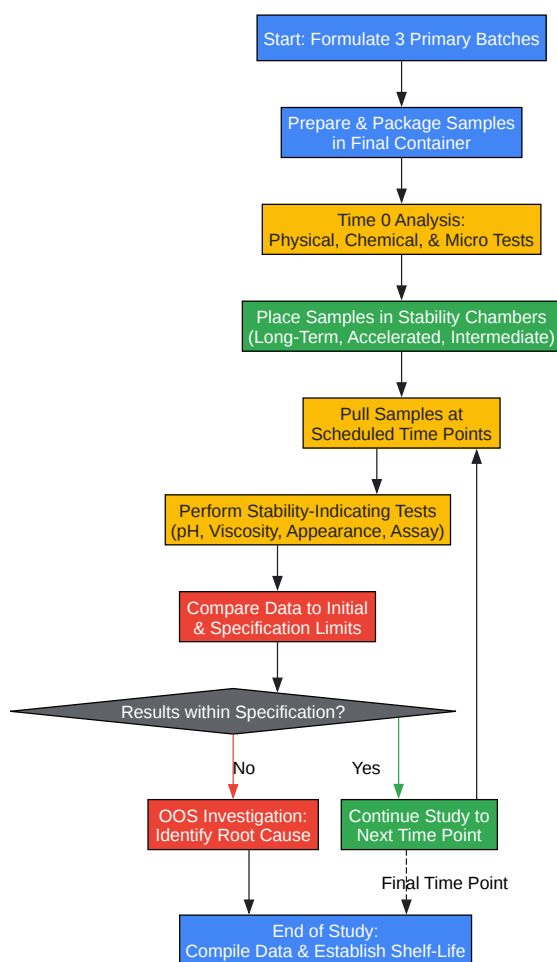 Start: Formulate 3 Primary Batches
Prepare & Package Samples
in Final Container
Time 0 Analysis:
Physical, Chemical, & Micro Tests
Place Samples in Stability Chambers
(Long-Term, Accelerated, Intermediate)
Pull Samples at
Scheduled Time Points
Perform Stability-Indicating Tests
(pH, Viscosity, Appearance, Assay)
Compare Data to Initial
& Specification Limits
Results within Specification?
No
Yes
OOS Investigation:
Identify Root Cause
Continue Study to
Next Time Point
Final Time Point
End of Study:
Compile Data & Establish Shelf-Life